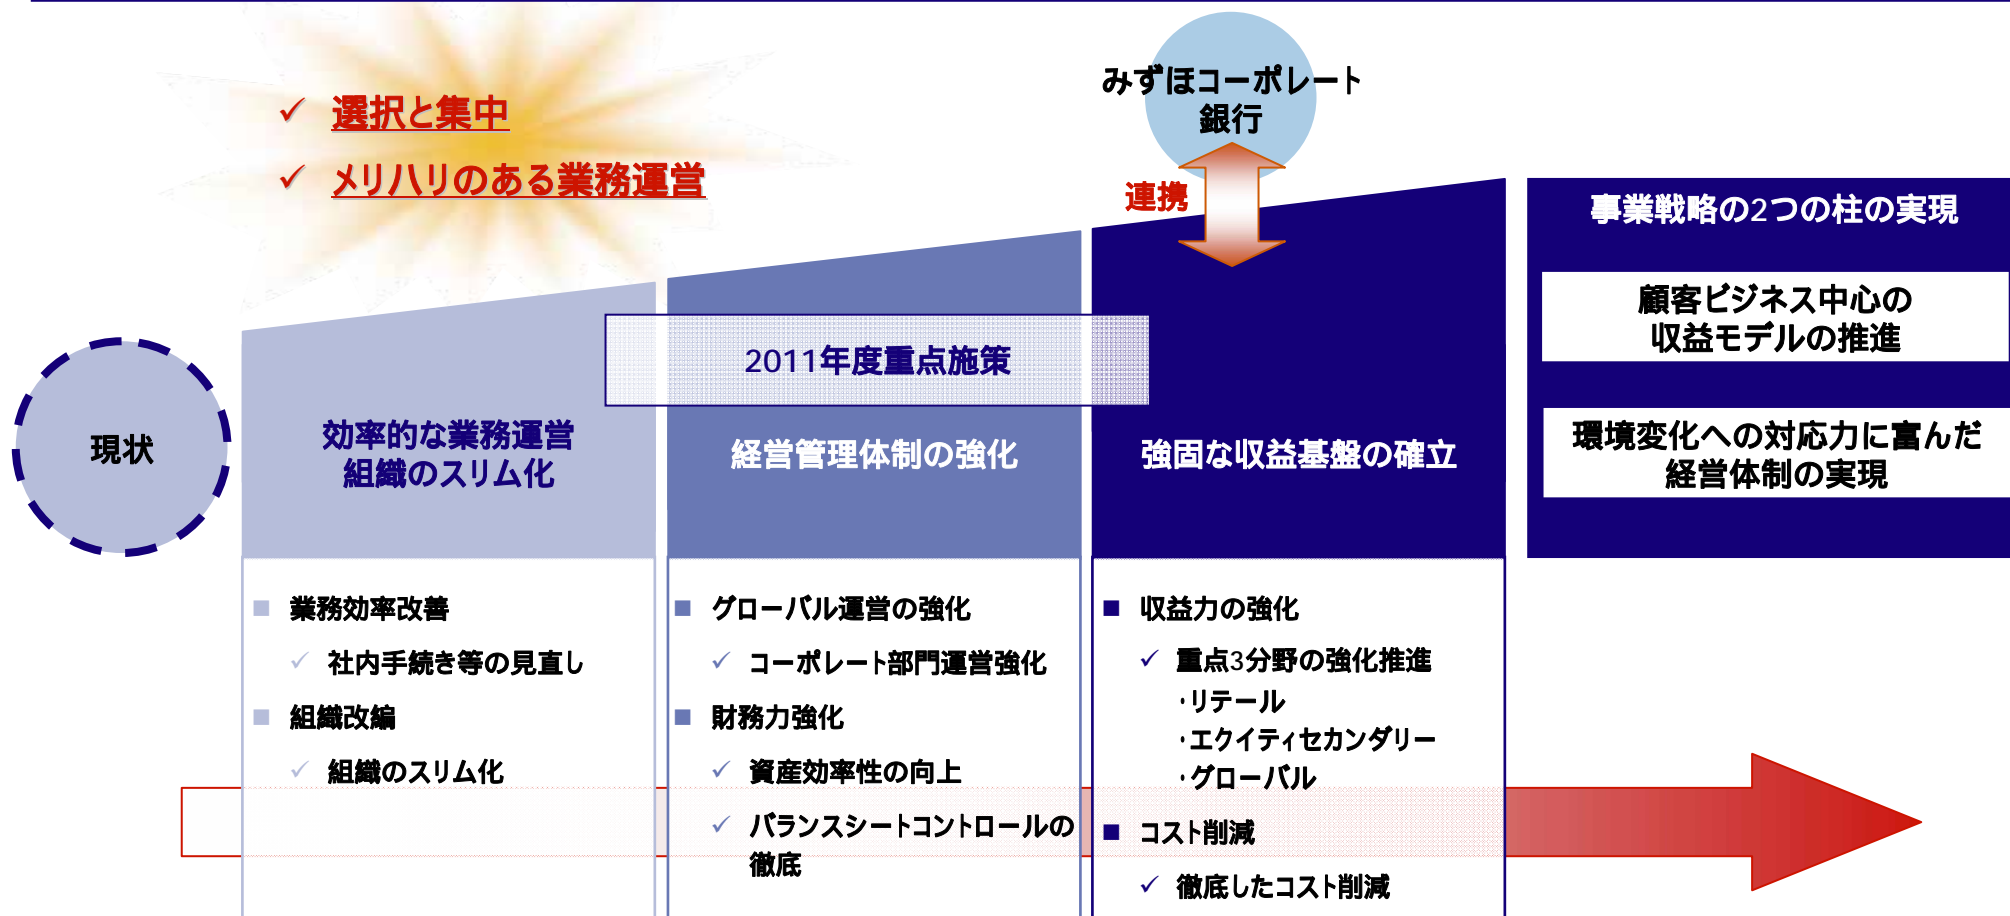 選択と集中
メリハリのある業務運営
みずほコーポレート
銀行
連携
事業戦略の2つの柱の実現
顧客ビジネス中心の
収益モデルの推進
環境変化への対応力に富んだ
経営体制の実現
2011年度重点施策
現状
効率的な業務運営
組織のスリム化
経営管理体制の強化
強固な収益基盤の確立
業務効率改善
社内手続き等の見直し
組織改編
組織のスリム化
グローバル運営の強化
コーポレート部門運営強化
財務力強化
資産効率性の向上
バランスシートコントロールの
徹底
収益力の強化
重点3分野の強化推進
・リテール
・エクイティセカンダリー
・グローバル
コスト削減
徹底したコスト削減